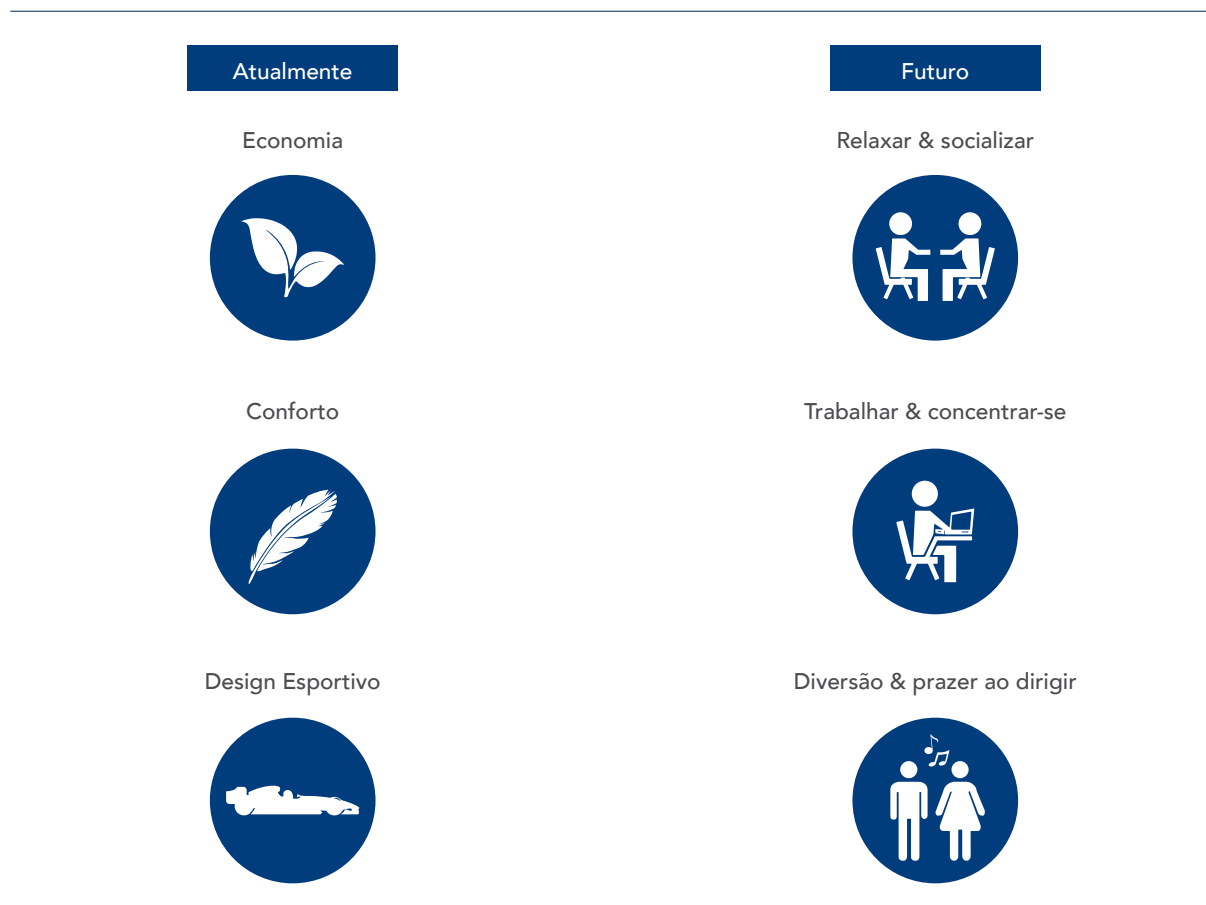 Atualmente
Futuro
Economia
Relaxar & socializar
Conforto
Trabalhar & concentrar-se
Design Esportivo
Diversão & prazer ao dirigir